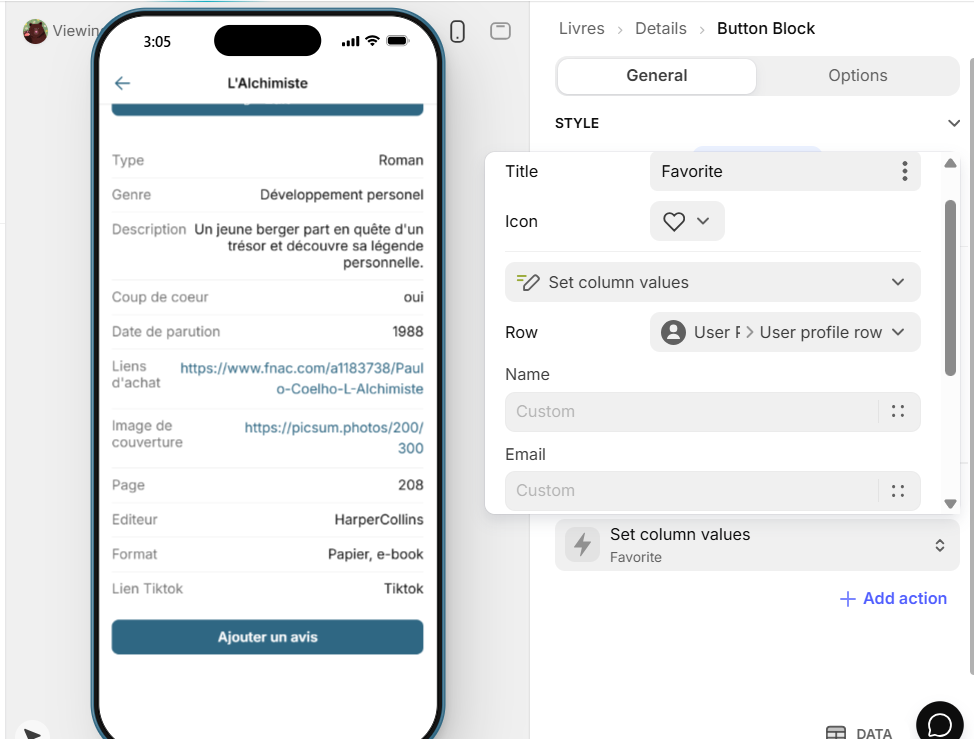 Viewing
3:05
L'Alchimiste
Type Roman
Genre Développement personel
Description Un jeune berger part en quête d'un
trésor et découvre sa légende
personnelle.
Coup de coeur oui
Date de parution 1988
Liens
d'achat
https://www.fnac.com/a1183738/Paul
o-Coelho-L-Alchimiste
Image de
couverture
https://picsum.photos/200/
300
Page 208
Editeur HarperCollins
Format Papier, e-book
Lien Tiktok Tiktok
Ajouter un avis
Livres › Details › Button Block
General Options
STYLE
Title Favorite
Icon
Set column values
Row User P > User profile row
Name
Custom
Email
Custom
Set column values
Favorite
+ Add action
DATA